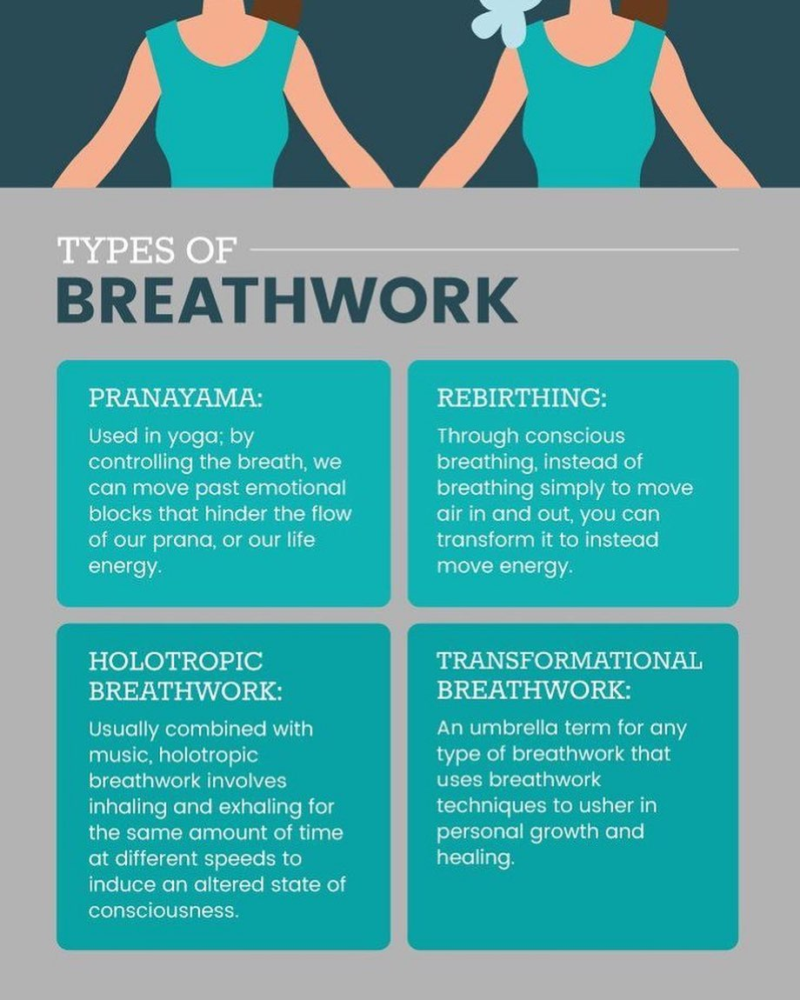 TYPES OF
BREATHWORK
PRANAYAMA:
Used in yoga; by
controlling the breath, we
can move past emotional
blocks that hinder the flow
of our prana, or our life
energy.
REBIRTHING:
Through conscious
breathing, instead of
breathing simply to move
air in and out, you can
transform it to instead
move energy.
HOLOTROPIC
BREATHWORK:
Usually combined with
music, holotropic
breathwork involves
inhaling and exhaling for
the same amount of time
at different speeds to
induce an altered state of
consciousness.
TRANSFORMATIONAL
BREATHWORK:
An umbrella term for any
type of breathwork that
uses breathwork
techniques to usher in
personal growth and
healing.